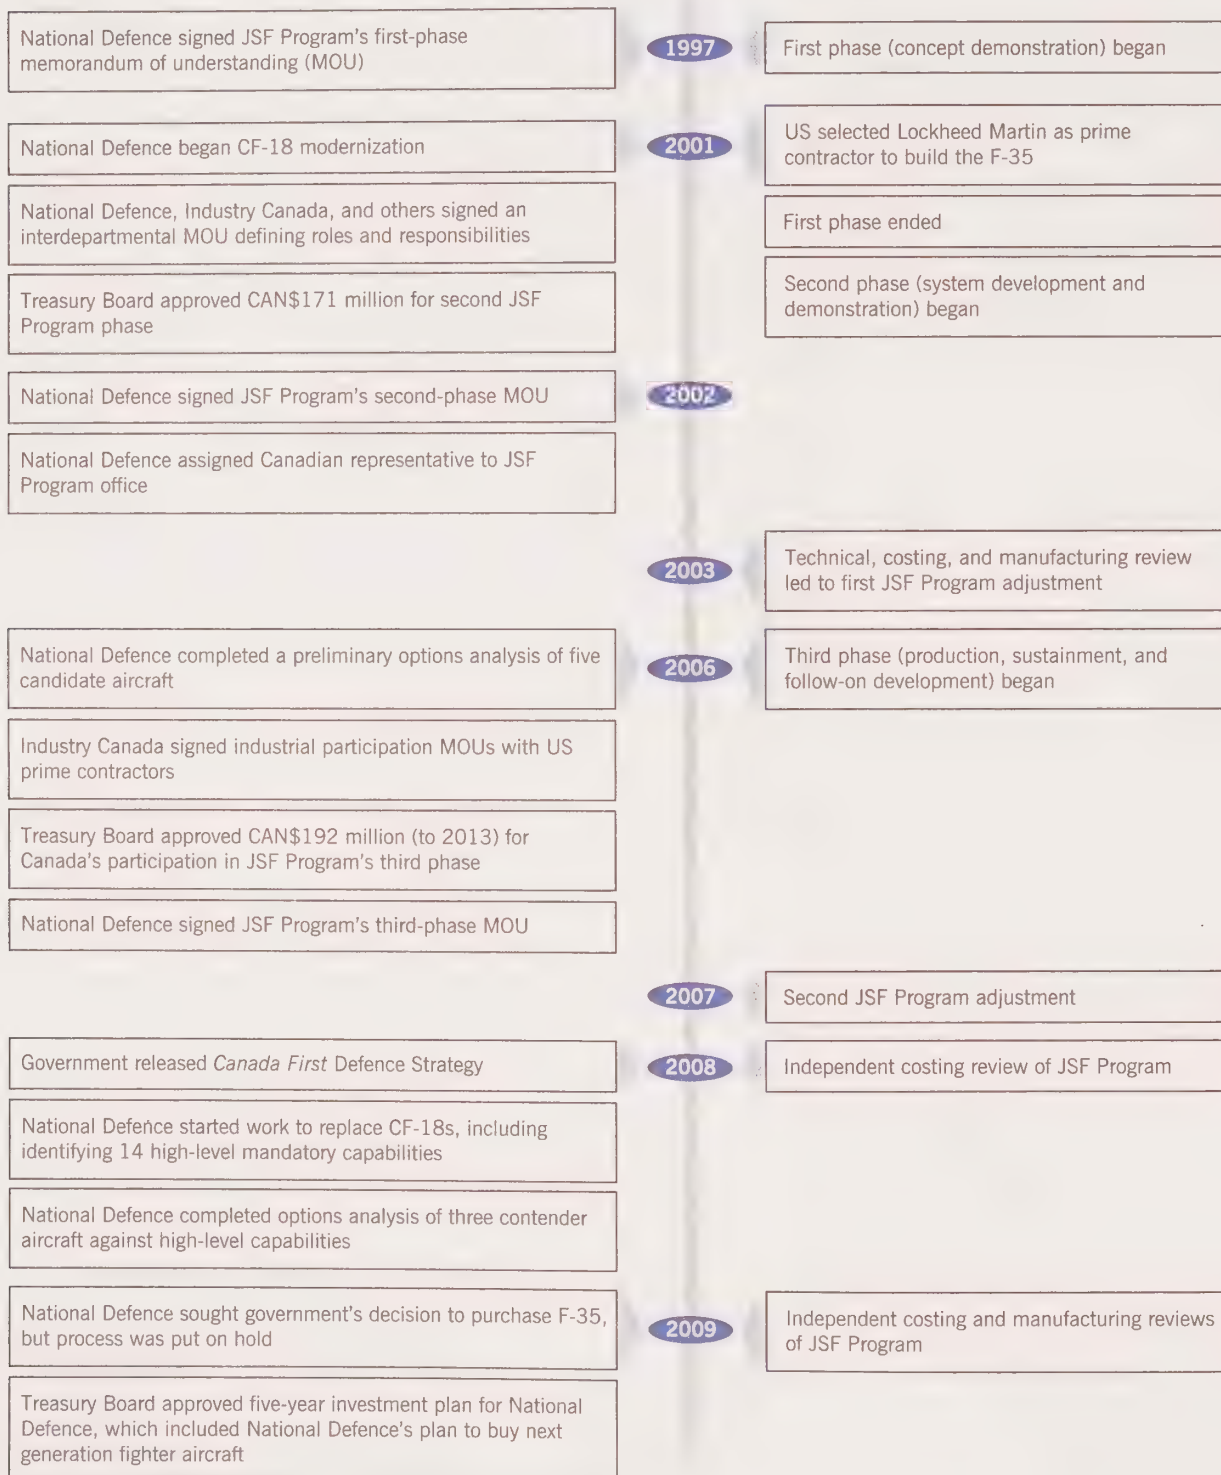 National Defence signed JSF Program's first-phase
memorandum of understanding (MOU)
1997
First phase (concept demonstration) began
National Defence began CF-18 modernization
2001
US selected Lockheed Martin as prime
contractor to build the F-35
National Defence, Industry Canada, and others signed an
interdepartmental MOU defining roles and responsibilities
First phase ended
Treasury Board approved CAN$171 million for second JSF
Program phase
Second phase (system development and
demonstration) began
National Defence signed JSF Program's second-phase MOU
2002
National Defence assigned Canadian representative to JSF
Program office
2003
Technical, costing, and manufacturing review
led to first JSF Program adjustment
National Defence completed a preliminary options analysis of five
candidate aircraft
2006
Third phase (production, sustainment, and
follow-on development) began
Industry Canada signed industrial participation MOUs with US
prime contractors
Treasury Board approved CAN$192 million (to 2013) for
Canada's participation in JSF Program's third phase
National Defence signed JSF Program's third-phase MOU
2007
Second JSF Program adjustment
Government released Canada First Defence Strategy
2008
Independent costing review of JSF Program
National Defence started work to replace CF-18s, including
identifying 14 high-level mandatory capabilities
National Defence completed options analysis of three contender
aircraft against high-level capabilities
National Defence sought government's decision to purchase F-35,
but process was put on hold
2009
Independent costing and manufacturing reviews
of JSF Program
Treasury Board approved five-year investment plan for National
Defence, which included National Defence's plan to buy next
generation fighter aircraft